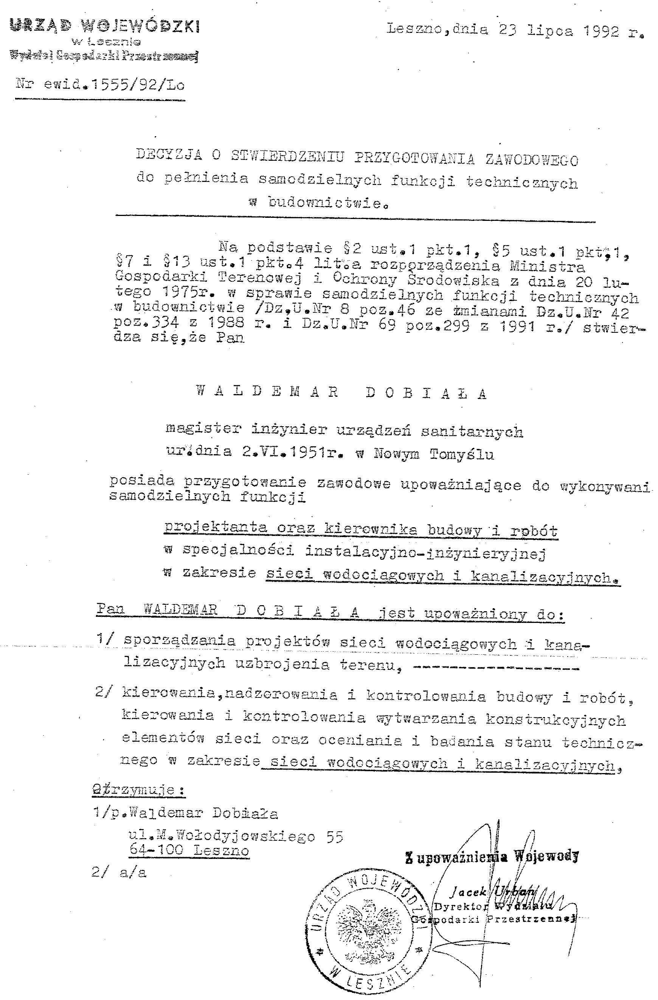 URZĄD WOJEWÓDZKI
w Lesznie
Wydział Gospodarki Przestrzennej
Leszno,dnia 23 lipca 1992 r.
Nr ewid.1555/92/Lo
DECYZJA O STWIERDZENIU PRZYGOTOWANIA ZAWODOWEGO
do pełnienia samodzielnych funkcji technicznych
w budownictwie.
Na podstawie §2 ust.1 pkt.1, §5 ust.1 pkt.1,
§7 i §13 ust.1 pkt.4 lit.a rozporządzenia Ministra
Gospodarki Terenowej i Ochrony Środowiska z dnia 20 lu-
tego 1975r. w sprawie samodzielnych funkcji technicznych
w budownictwie /Dz.U.Nr 8 poz.46 ze zmianami Dz.U.Nr 42
poz.334 z 1988 r. i Dz.U.Nr 69 poz.299 z 1991 r./ stwier-
dza się,że Pan
W A L D E M A R   D O B I A Ł A
magister inżynier urządzeń sanitarnych
ur.dnia 2.VI.1951r. w Nowym Tomyślu
posiada przygotowanie zawodowe upoważniające do wykonywani
samodzielnych funkcji
projektanta oraz kierownika budowy i robót
w specjalności instalacyjno-inżynieryjnej
w zakresie sieci wodociągowych i kanalizacyjnych.
Pan WALDEMAR D O B I A Ł A jest upoważniony do:
1/ sporządzania projektów sieci wodociągowych i kana-
lizacyjnych uzbrojenia terenu, ------------------
2/ kierowania,nadzorowania i kontrolowania budowy i robót,
kierowania i kontrolowania wytwarzania konstrukcyjnych
elementów sieci oraz oceniania i badania stanu technicz-
nego w zakresie sieci wodociągowych i kanalizacyjnych,
Otrzymuje:
1/p.Waldemar Dobiała
ul.M.Wołodyjowskiego 55
64-100 Leszno
2/ a/a
Z upoważnienia Wojewody
Jacek Urban
Dyrektor Wydziału
Gospodarki Przestrzennej
URZĄD WOJEWÓDZKI
* W LESZNIE *